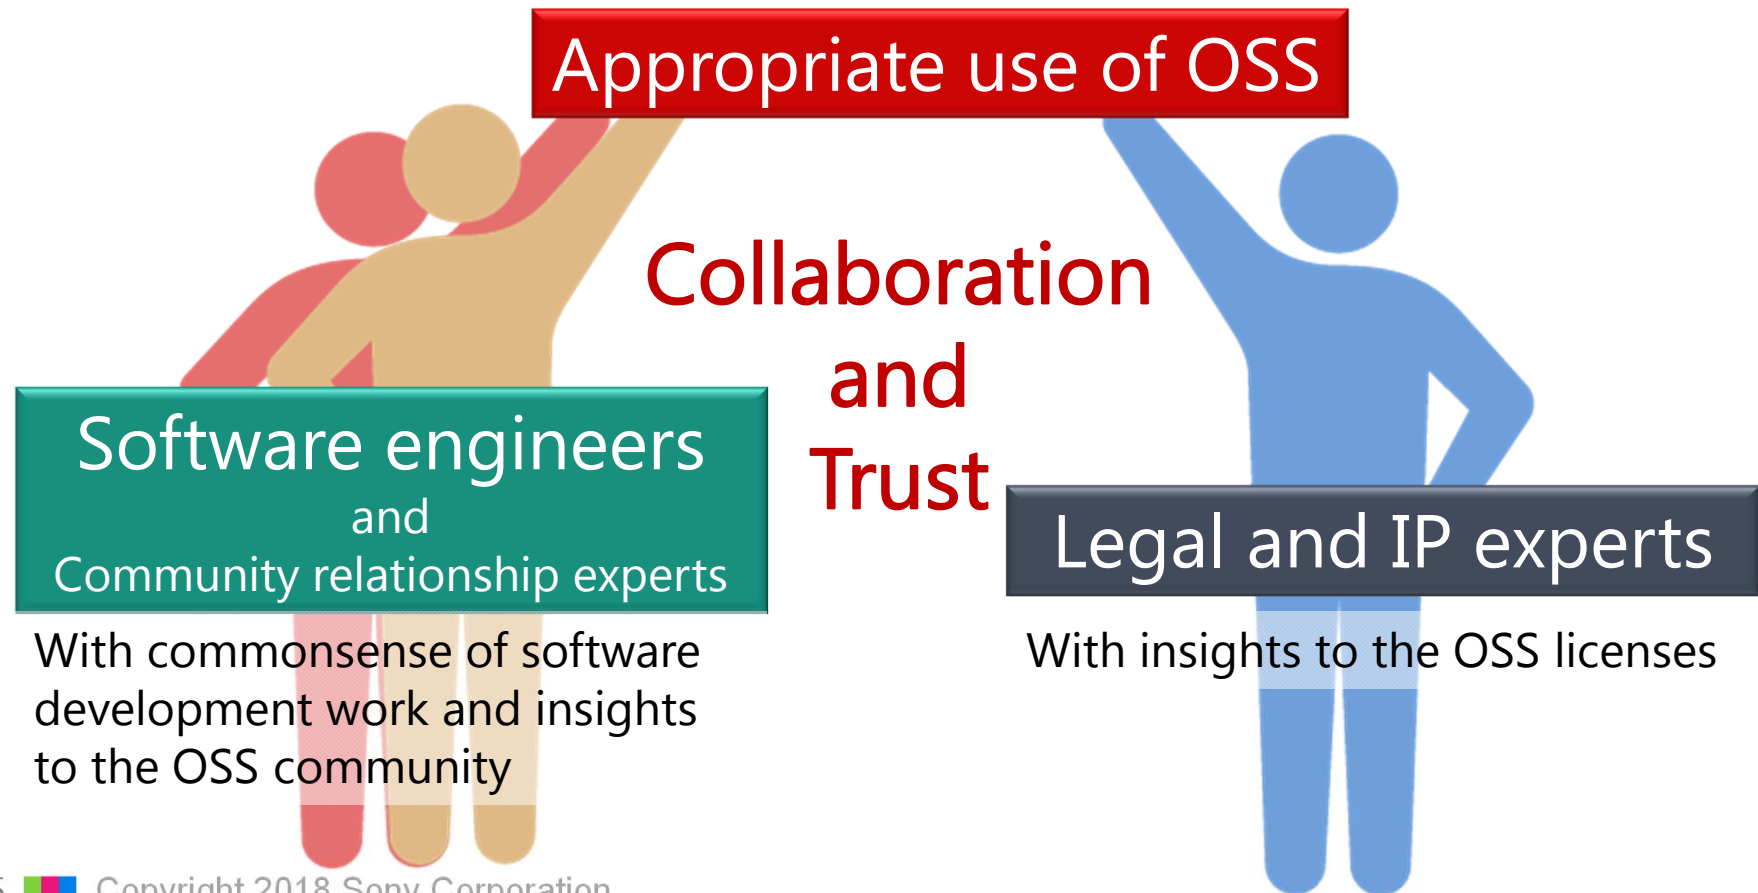 Appropriate use of OSS
Collaboration
and
Trust
Software engineers
and
Community relationship experts
With commonsense of software
development work and insights
to the OSS community
Legal and IP experts
With insights to the OSS licenses
Copyright 2018 Sony Corporation